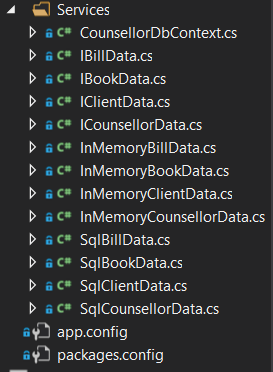 Services
C# CounsellorDbContext.cs
C# IBillData.cs
C# IBookData.cs
C# IClientData.cs
C# ICounsellorData.cs
C# InMemoryBillData.cs
C# InMemoryBookData.cs
C# InMemoryClientData.cs
C# InMemoryCounsellorData.cs
C# SqlBillData.cs
C# SqlBookData.cs
C# SqlClientData.cs
C# SqlCounsellorData.cs
app.config
packages.config